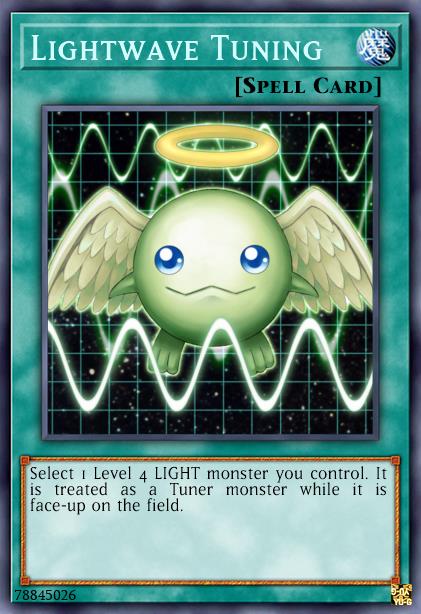 Lightwave Tuning
魔
[Spell Card]
Select 1 Level 4 LIGHT monster you control. It
is treated as a Tuner monster while it is
face-up on the field.
78845026